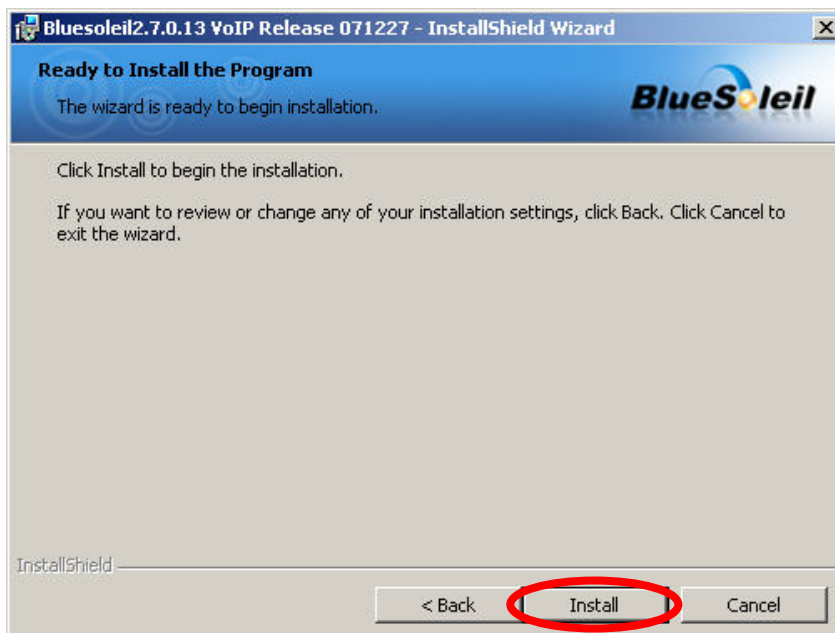 Bluesoleil2.7.0.13 VoIP Release 071227 - InstallShield Wizard
Ready to Install the Program
The wizard is ready to begin installation.
BlueSoleil
Click Install to begin the installation.
If you want to review or change any of your installation settings, click Back. Click Cancel to
exit the wizard.
InstallShield
< Back
Install
Cancel